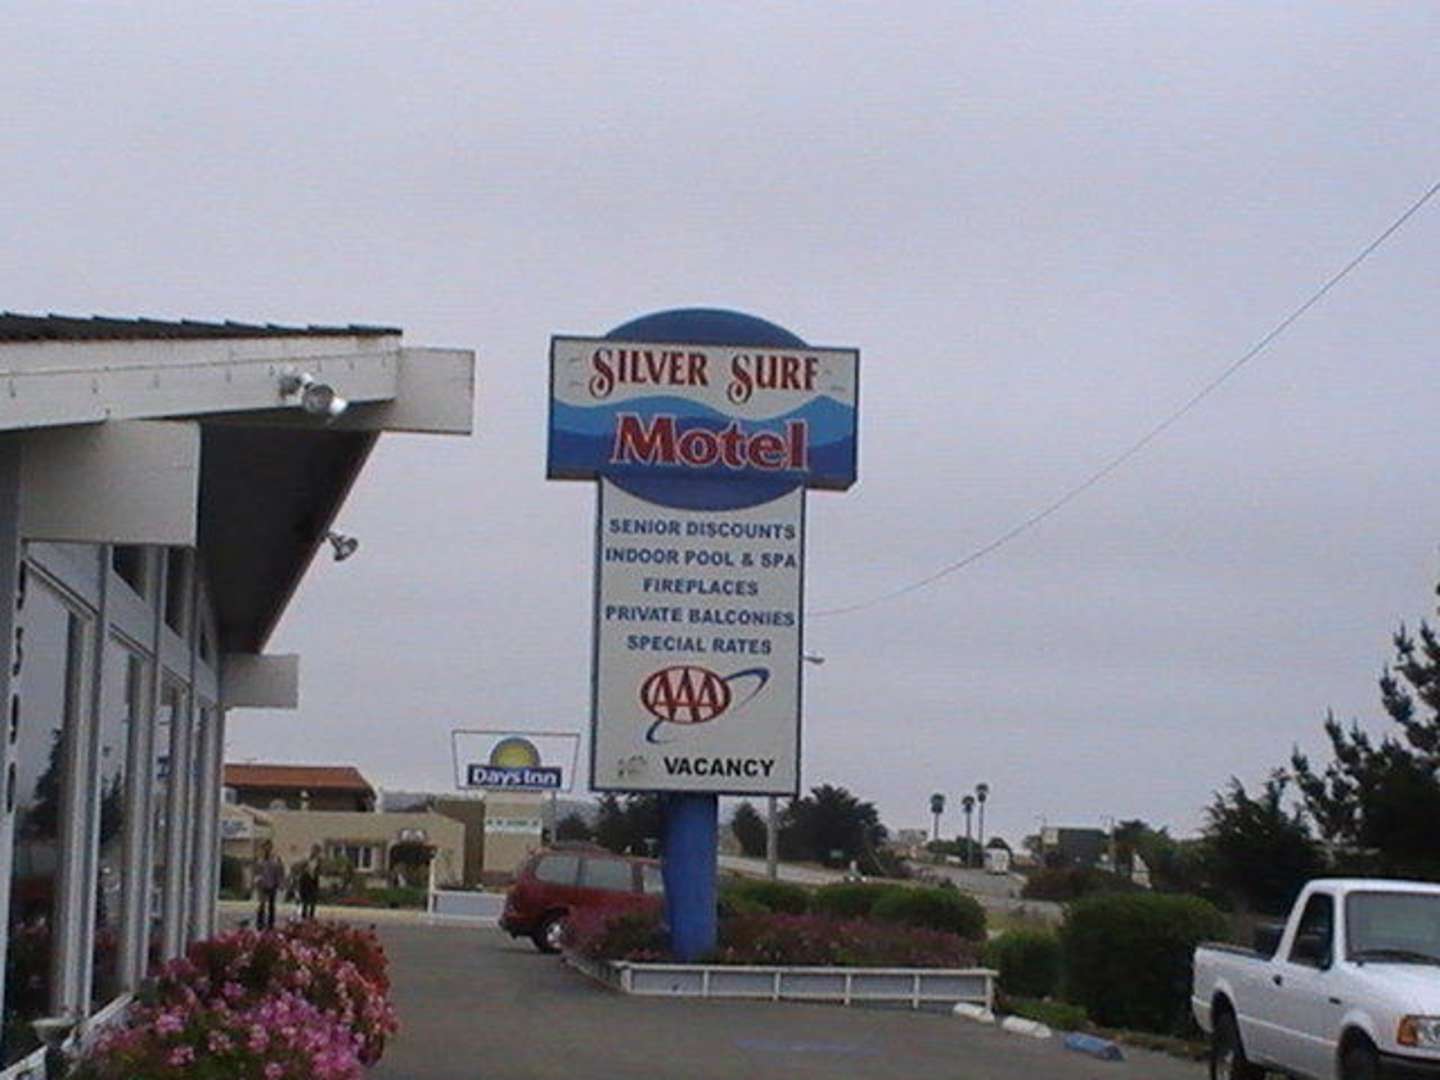 SILVER SURF
Motel
SENIOR DISCOUNTS
INDOOR POOL & SPA
FIREPLACES
PRIVATE BALCONIES
SPECIAL RATES
AAA
VACANCY
Days Inn